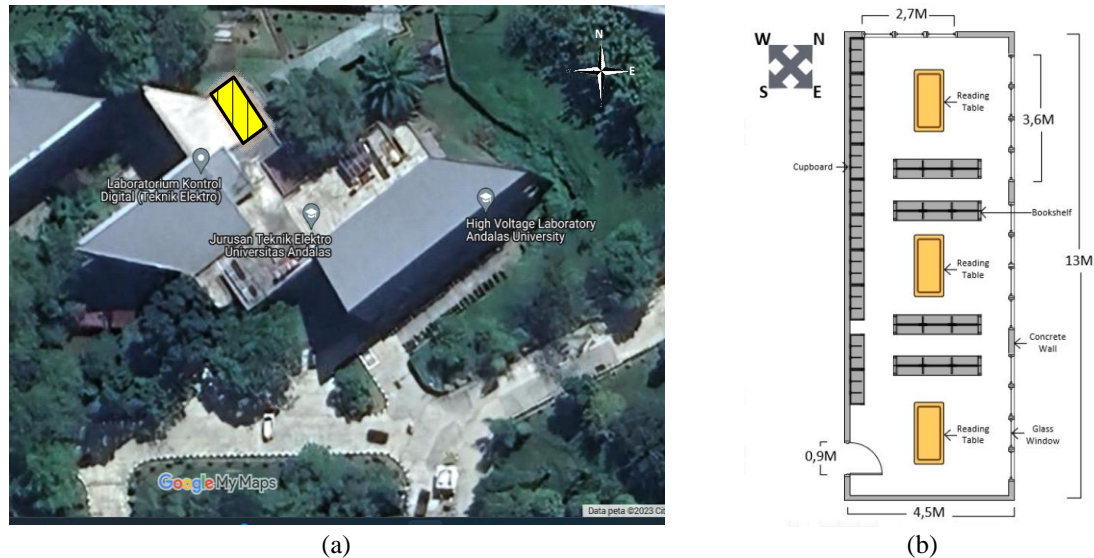 N
E
Laboratorium Kontrol
Digital (Teknik Elektro)
Jurusan Teknik Elektro
Universitas Andalas
High Voltage Laboratory
Andalas University
Google My Maps
Data peta ©2023
(a)
2,7M
W
N
S
E
Reading
Table
3,6M
Cupboard
Bookshelf
Reading
Table
13M
Concrete
Wall
Reading
Table
Glass
Window
0,9M
4,5M
(b)